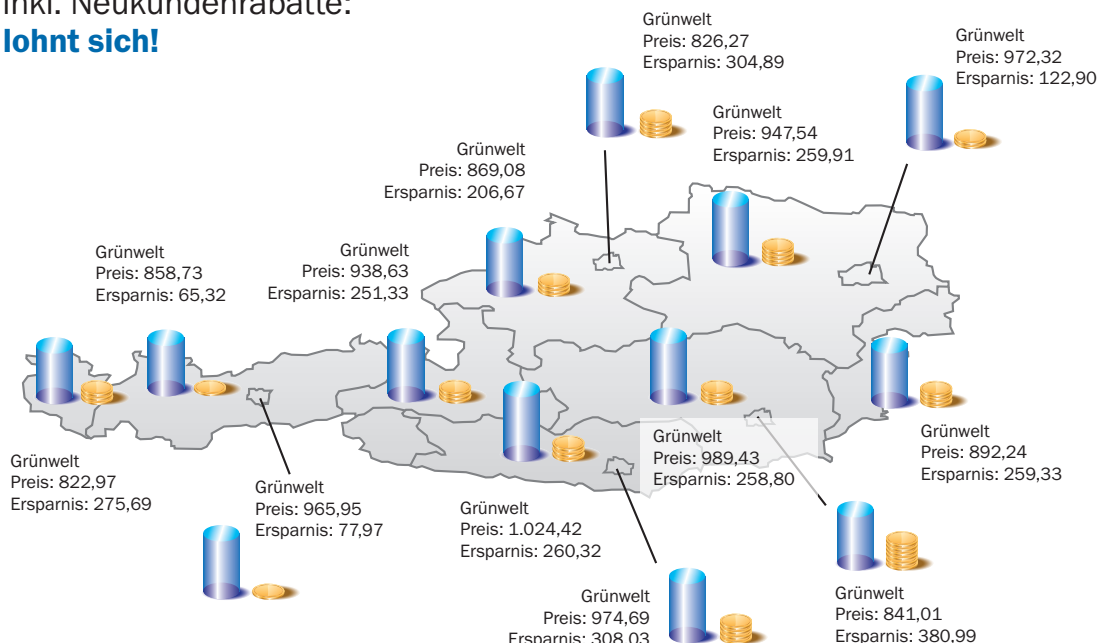 inkl. Neukundenrabatte:
lohnt sich!
Grünwelt
Preis: 826,27
Ersparnis: 304,89
Grünwelt
Preis: 972,32
Ersparnis: 122,90
Grünwelt
Preis: 947,54
Ersparnis: 259,91
Grünwelt
Preis: 869,08
Ersparnis: 206,67
Grünwelt
Preis: 938,63
Ersparnis: 251,33
Grünwelt
Preis: 858,73
Ersparnis: 65,32
Grünwelt
Preis: 822,97
Ersparnis: 275,69
Grünwelt
Preis: 965,95
Ersparnis: 77,97
Grünwelt
Preis: 1.024,42
Ersparnis: 260,32
Grünwelt
Preis: 989,43
Ersparnis: 258,80
Grünwelt
Preis: 892,24
Ersparnis: 259,33
Grünwelt
Preis: 974,69
Ersparnis: 308,03
Grünwelt
Preis: 841,01
Ersparnis: 380,99